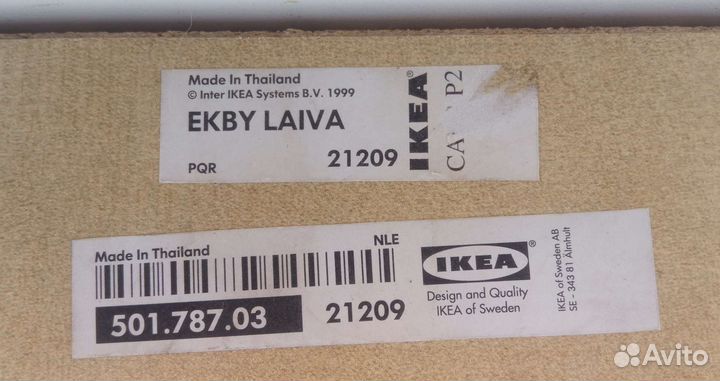 Made In Thailand
© Inter IKEA Systems B.V. 1999
EKBY LAIVA
PQR
21209
IKEA®
P2
Made In Thailand
NLE
501.787.03
21209
IKEA®
Design and Quality
IKEA of Sweden
IKEA of Sweden AB
SE - 343 81 Älmhult
Avito